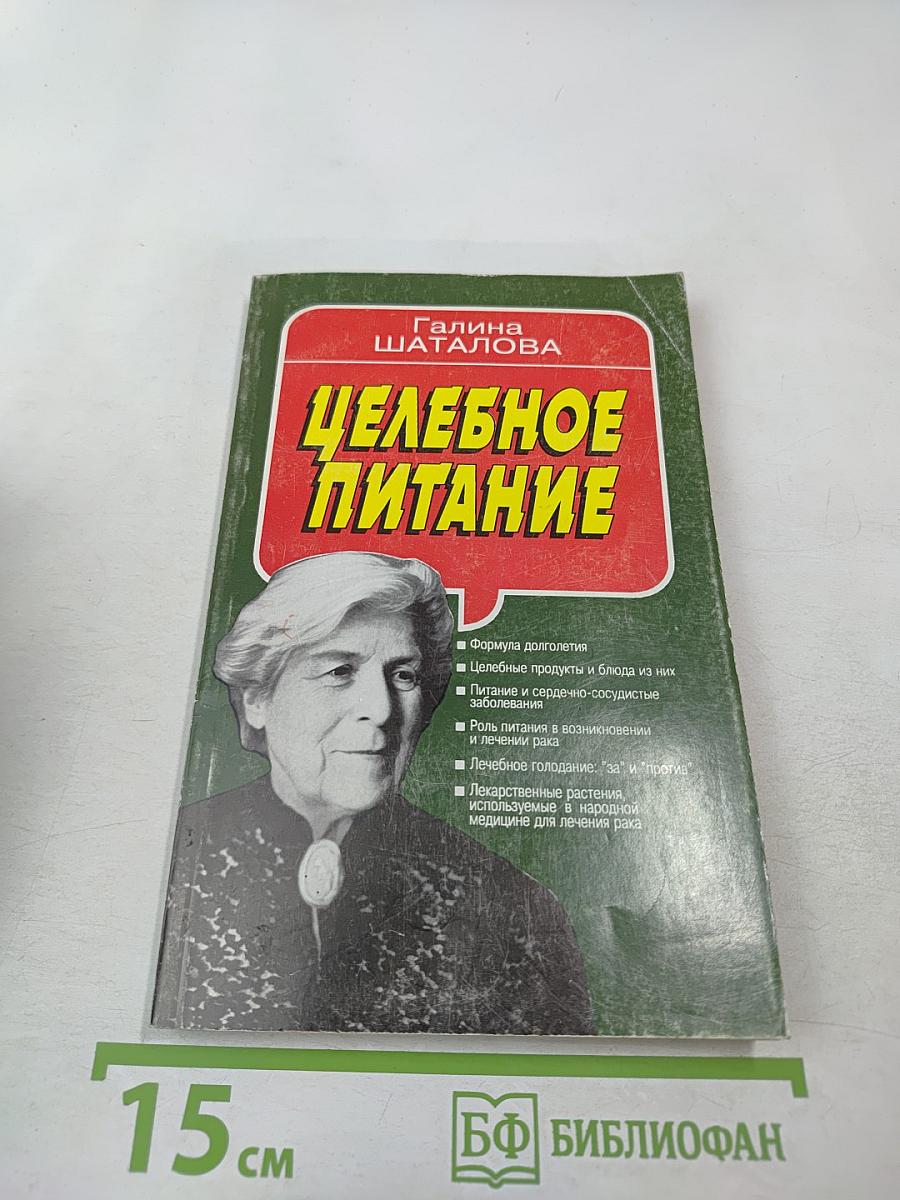 Галина
ШАТАЛОВА
ЦЕЛЕБНОЕ
ПИТАНИЕ
■ Формула долголетия
■ Целебные продукты и блюда из них
■ Питание и сердечно-сосудистые
заболевания
■ Роль питания в возникновении
и лечении рака
■ Лечебное голодание: "за" и "против"
■ Лекарственные растения,
используемые в народной
медицине для лечения рака
15 см
БФ БИБЛИОФАН